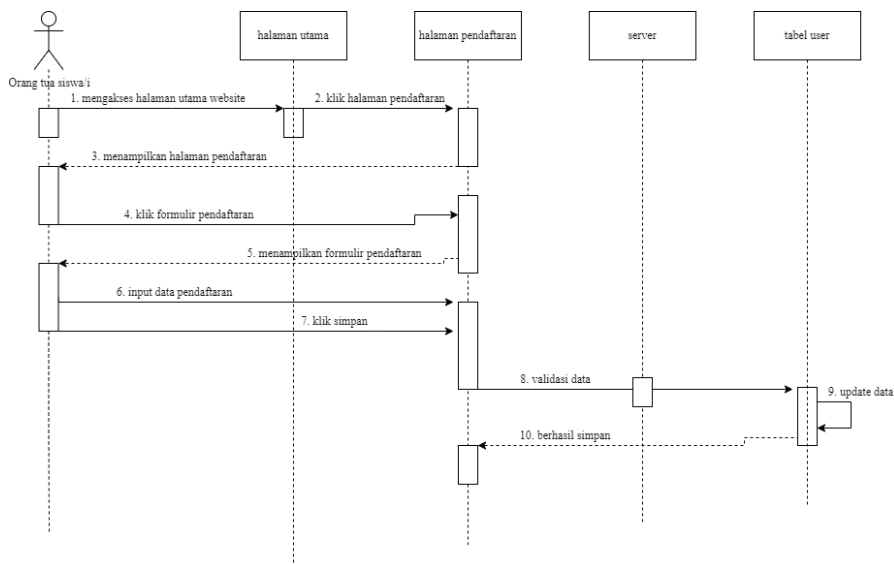 halaman utama
halaman pendaftaran
server
tabel user
Orang tua siswa/i
1. mengakses halaman utama website
2. klik halaman pendaftaran
3. menampilkan halaman pendaftaran
4. klik formulir pendaftaran
5. menampilkan formulir pendaftaran
6. input data pendaftaran
7. klik simpan
8. validasi data
9. update data
10. berhasil simpan